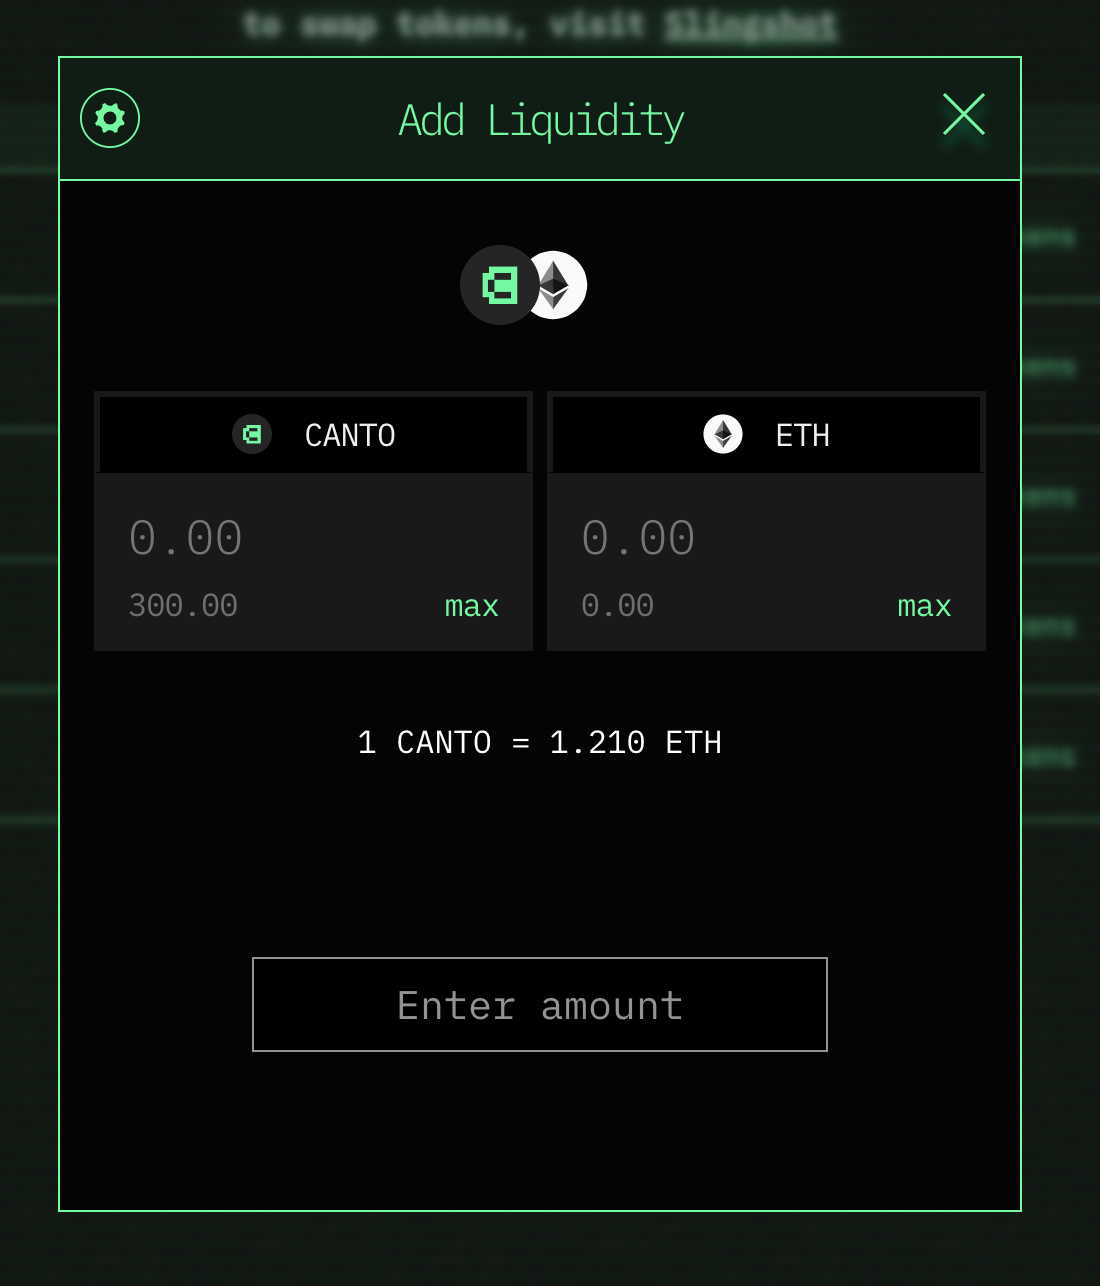 to swap tokens, visit Slingshot
Add Liquidity
CANTO
ETH
0.00
0.00
300.00
max
0.00
max
1 CANTO = 1.210 ETH
Enter amount